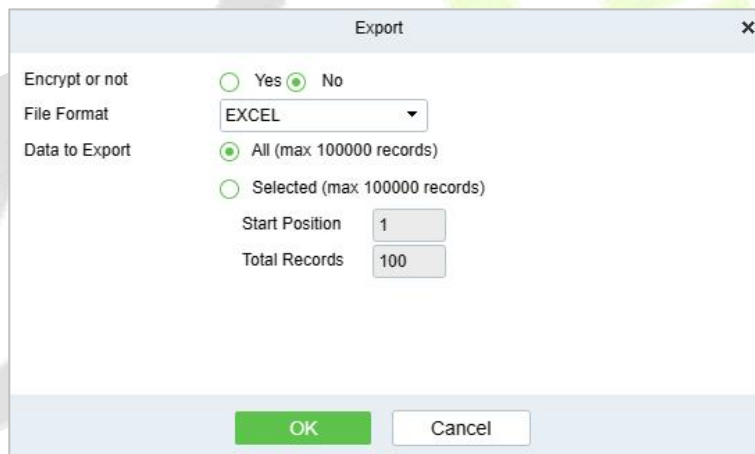 Export
Encrypt or not Yes No
File Format EXCEL
Data to Export All (max 100000 records)
Selected (max 100000 records)
Start Position 1
Total Records 100
OK Cancel